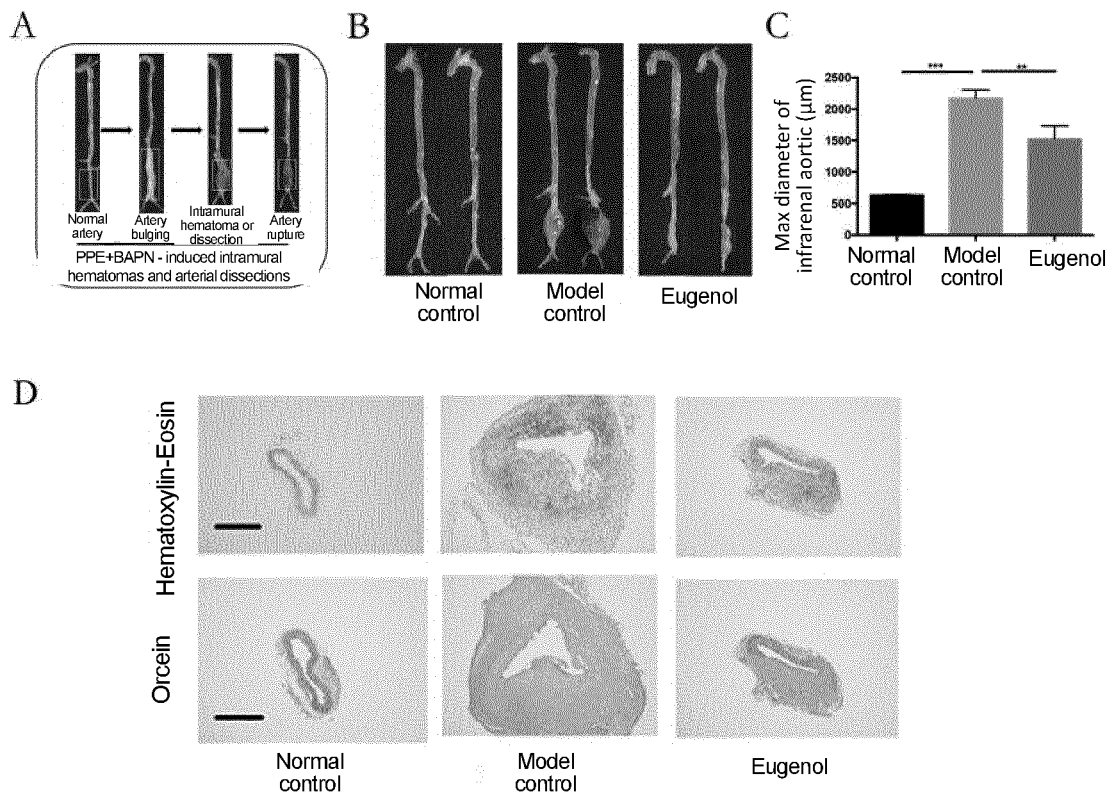 A
Normal
artery
Artery
bulging
Intramural
hematoma or
dissection
Artery
rupture
PPE+BAPN - induced intramural
hematomas and arterial dissections
B
Normal
control
Model
control
Eugenol
C
Max diameter of
infrarenal aortic (μm)
2500
2000
1500
1000
500
0
***
**
Normal
control
Model
control
Eugenol
D
Hematoxylin-Eosin
Orcein
Normal
control
Model
control
Eugenol